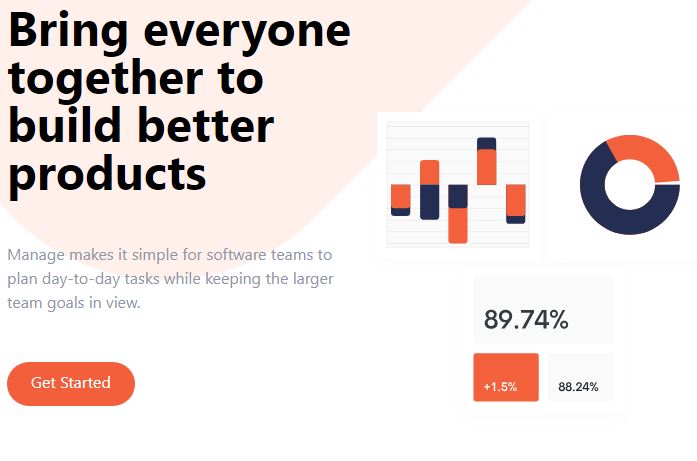 Bring everyone
together to
build better
products
Manage makes it simple for software teams to
plan day-to-day tasks while keeping the larger
team goals in view.
Get Started
89.74%
+1.5%
88.24%